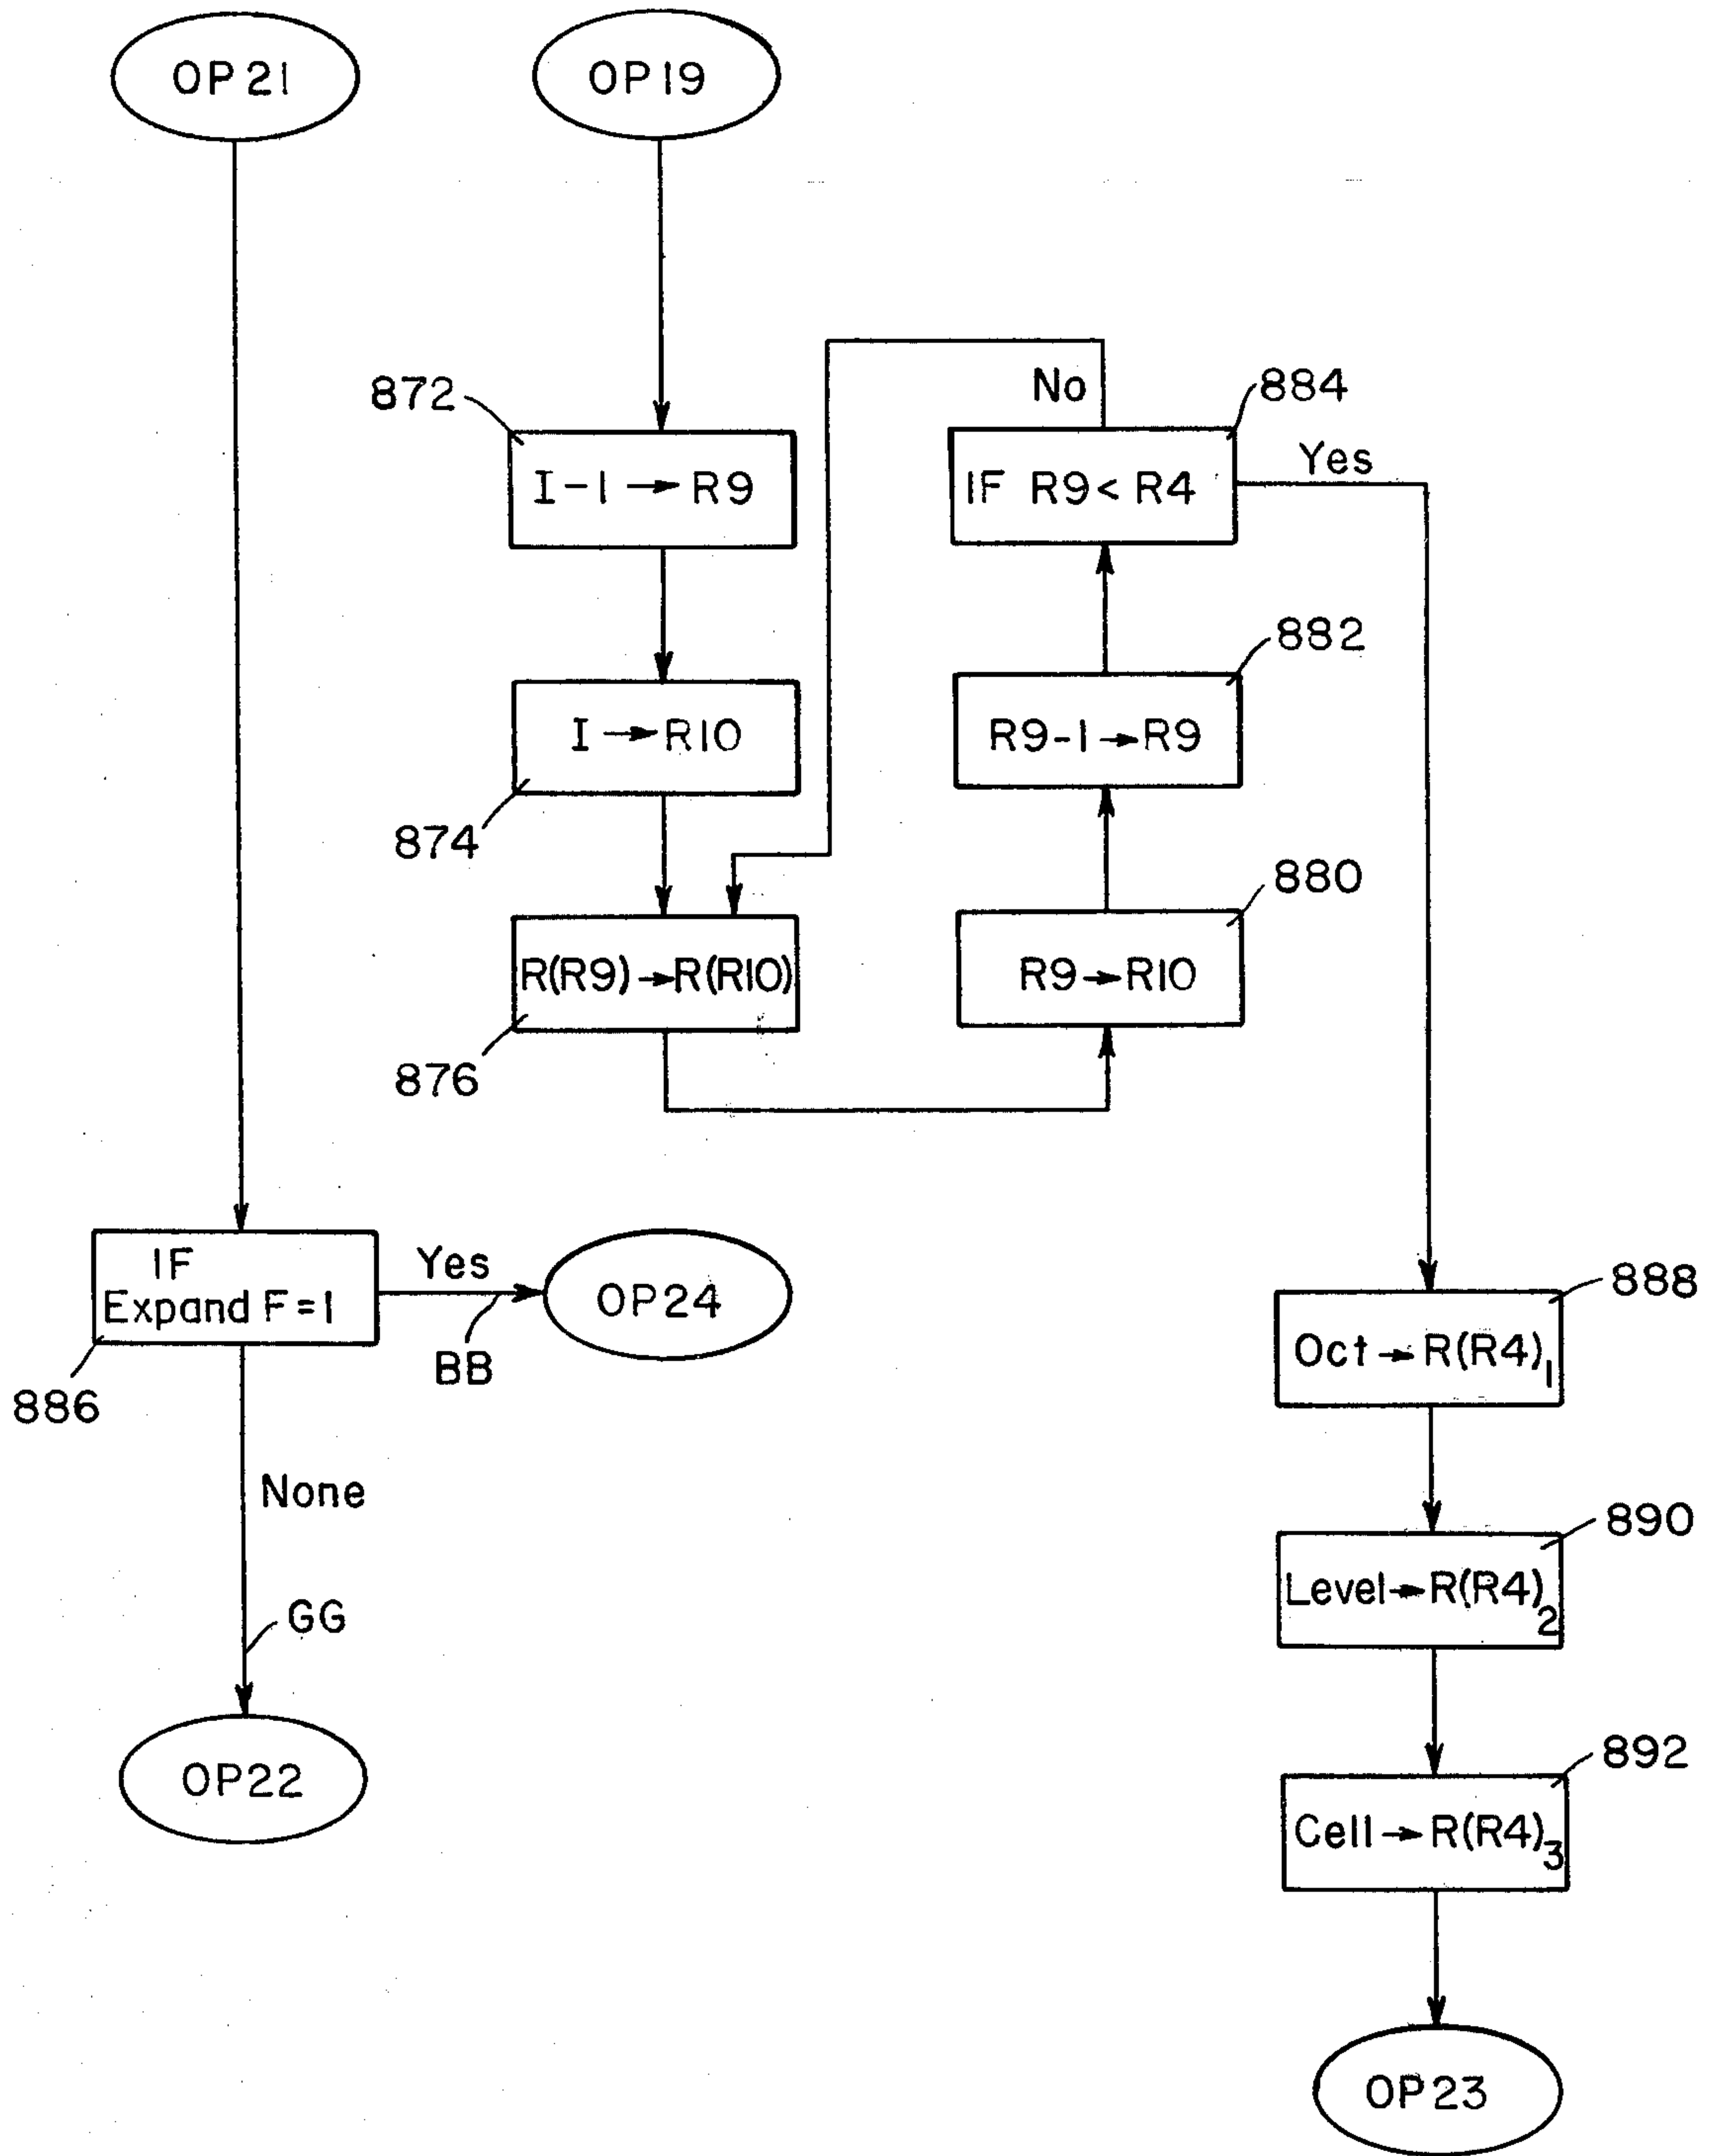 OP21
OP19
872
I-1→R9
No
884
IF R9<R4
Yes
882
I→R10
874
R9-1→R9
880
R(R9)→R(R10)
876
R9→R10
IF
Expand F=1
886
Yes
BB
OP24
888
Oct→R(R4)1
None
890
Level→R(R4)2
GG
OP22
892
Cell→R(R4)3
OP23